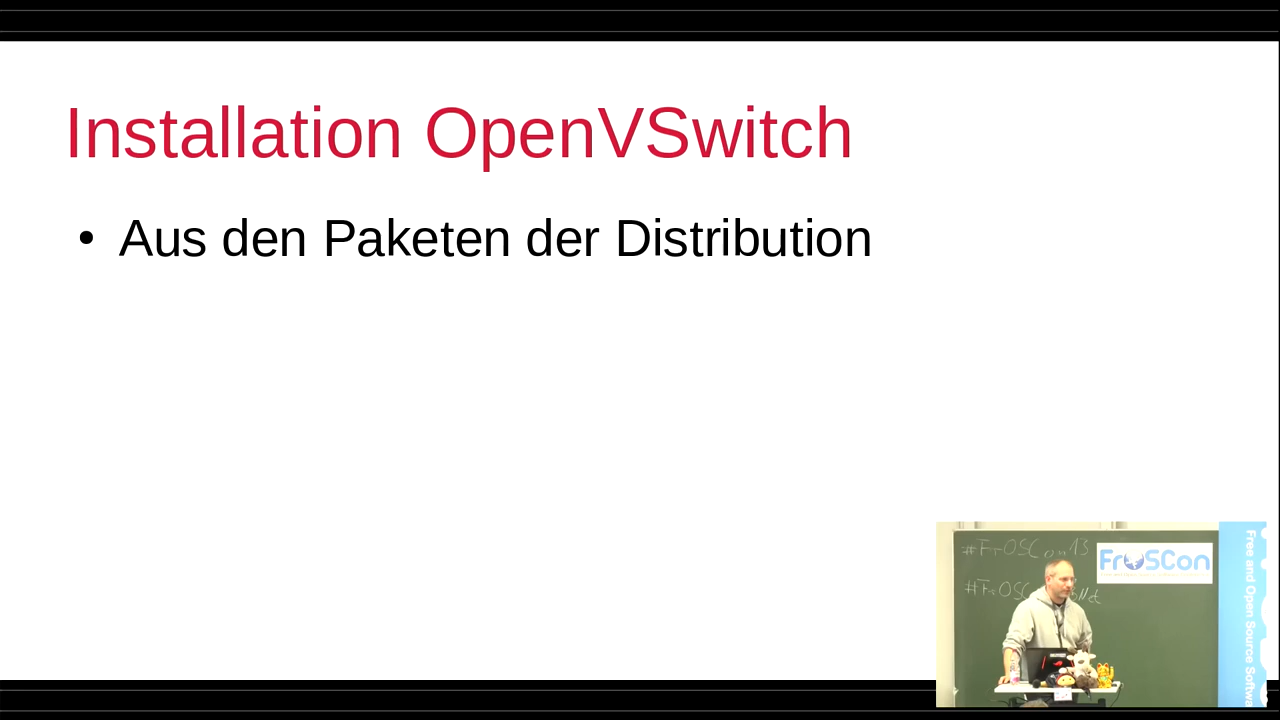 Installation OpenVSwitch
• Aus den Paketen der Distribution
#FrOSCon13
FrOSCon
Free and Open Source Softwa